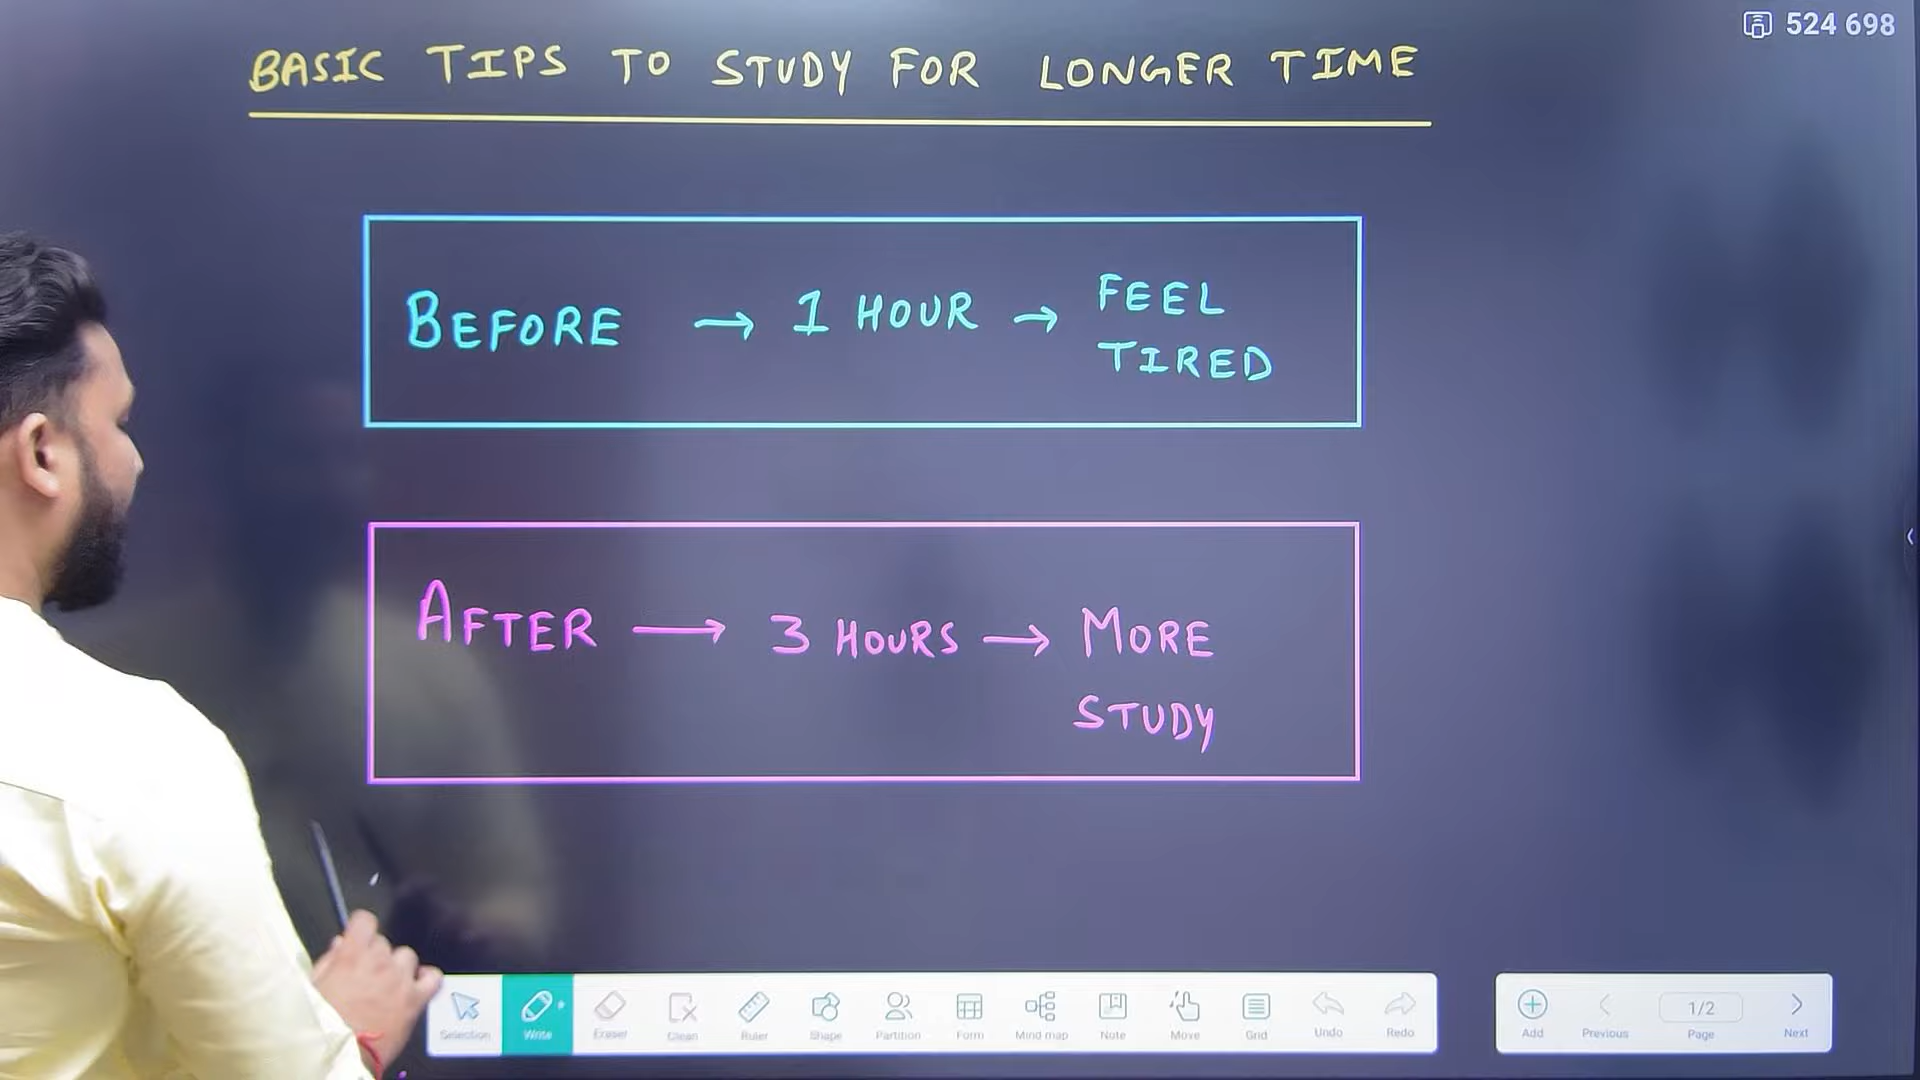 524 698
BASIC TIPS TO STUDY FOR LONGER TIME
BEFORE → 1 HOUR → FEEL
TIRED
AFTER → 3 HOURS → MORE
STUDY
Selection Write Eraser Clean Ruler Shape Partition Form Mind map Note Move Grid Undo Redo
Add Previous 1/2 Page Next